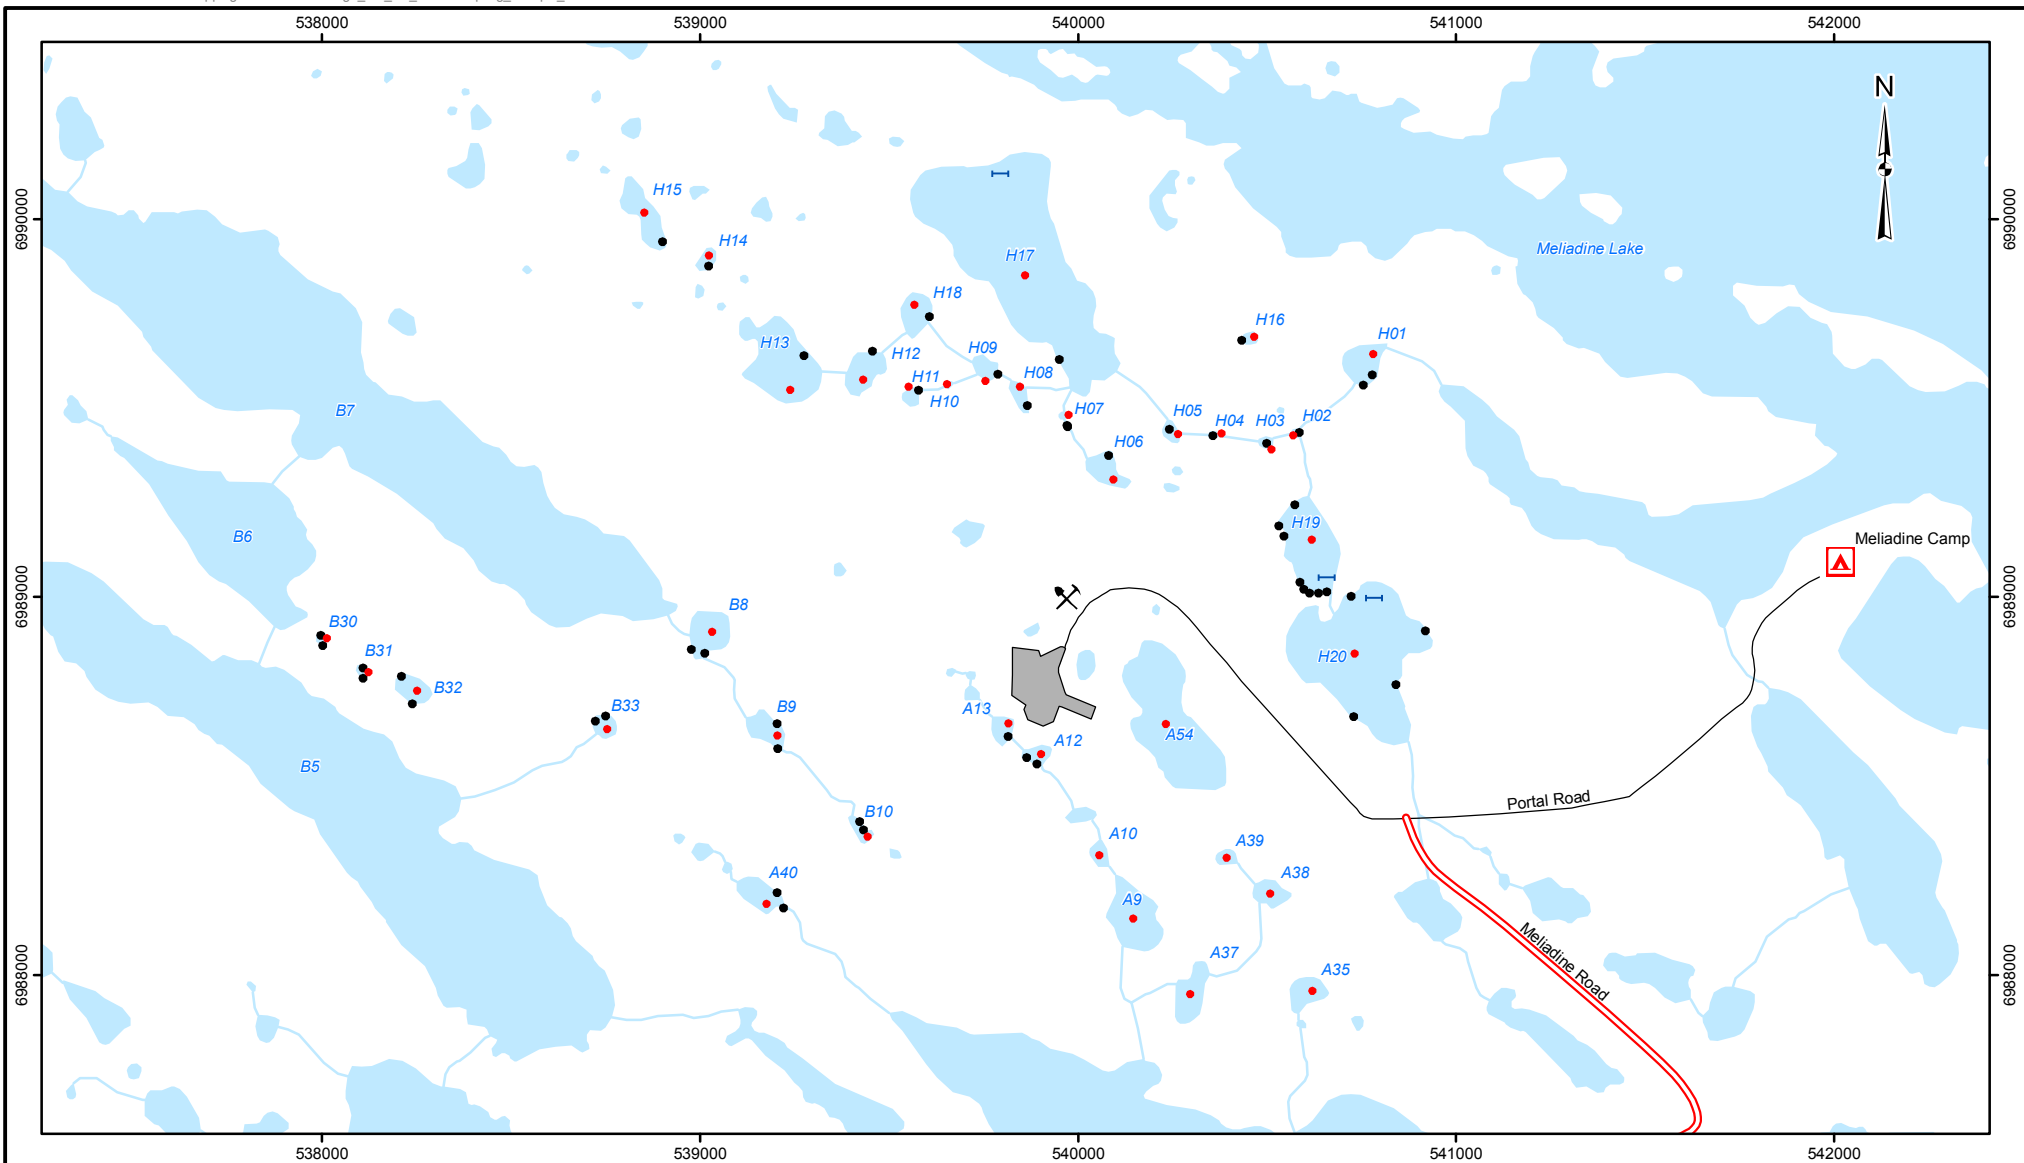 538000 539000 540000 541000 542000
N
H15
6990000 6990000
H14
Meliadine Lake
H17
H18
H16
H01
H13 H12 H09
H11 H08
H10
B7 H07 H05 H04 H03 H02
H06
B6 H19
Meliadine Camp
6989000 6989000
B8
B30
B31
H20
B32
B33 B9 A13
A12 A54
B5
Portal Road
B10
A10 A39
A40 A38
A9
Meliadine Road
A37
A35
6988000 6988000
538000 539000 540000 541000 542000